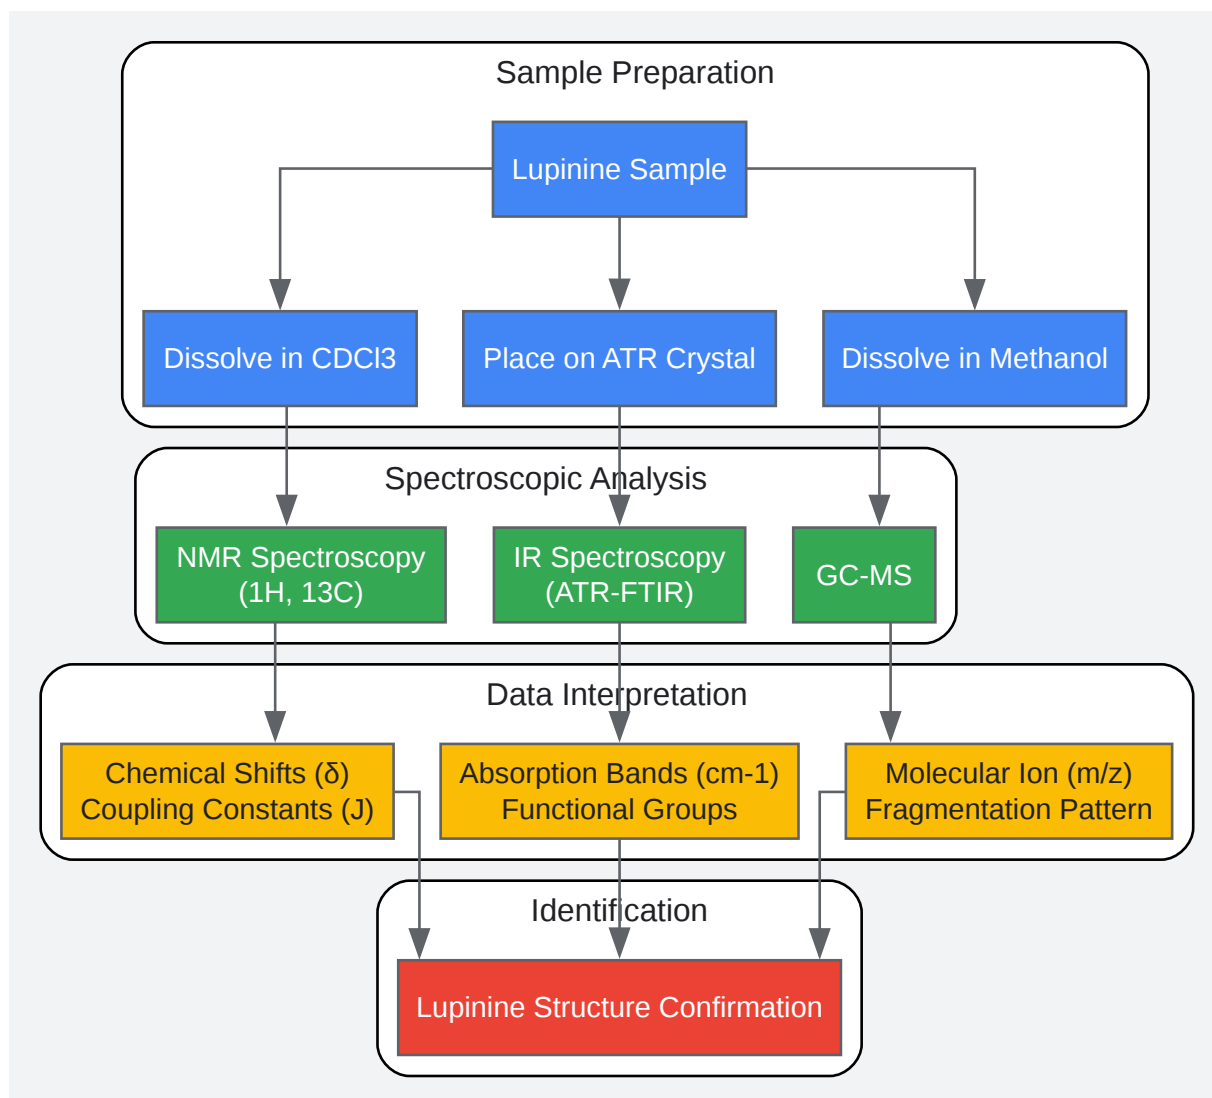 Sample Preparation
Lupinine Sample
Dissolve in CDCl3
Place on ATR Crystal
Dissolve in Methanol
Spectroscopic Analysis
NMR Spectroscopy
(1H, 13C)
IR Spectroscopy
(ATR-FTIR)
GC-MS
Data Interpretation
Chemical Shifts (δ)
Coupling Constants (J)
Absorption Bands (cm-1)
Functional Groups
Molecular Ion (m/z)
Fragmentation Pattern
Identification
Lupinine Structure Confirmation